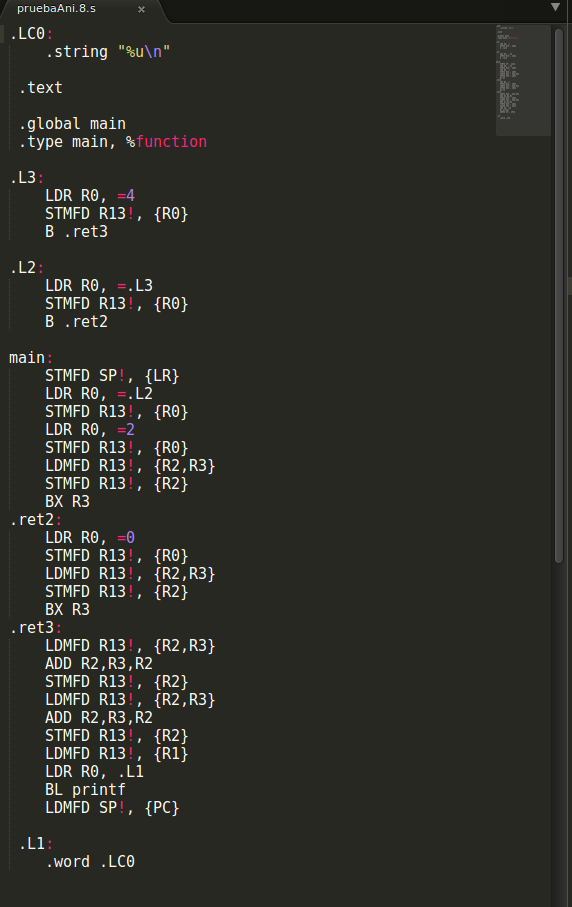 pruebaAni.8.s ×
.LC0:
    .string "%u\n"
 .text
 .global main
 .type main, %function
.L3:
    LDR R0, =4
    STMFD R13!, {R0}
    B .ret3
.L2:
    LDR R0, =.L3
    STMFD R13!, {R0}
    B .ret2
main:
    STMFD SP!, {LR}
    LDR R0, =.L2
    STMFD R13!, {R0}
    LDR R0, =2
    STMFD R13!, {R0}
    LDMFD R13!, {R2,R3}
    STMFD R13!, {R2}
    BX R3
.ret2:
    LDR R0, =0
    STMFD R13!, {R0}
    LDMFD R13!, {R2,R3}
    STMFD R13!, {R2}
    BX R3
.ret3:
    LDMFD R13!, {R2,R3}
    ADD R2,R3,R2
    STMFD R13!, {R2}
    LDMFD R13!, {R2,R3}
    ADD R2,R3,R2
    STMFD R13!, {R2}
    LDMFD R13!, {R1}
    LDR R0, .L1
    BL printf
    LDMFD SP!, {PC}
 .L1:
    .word .LC0